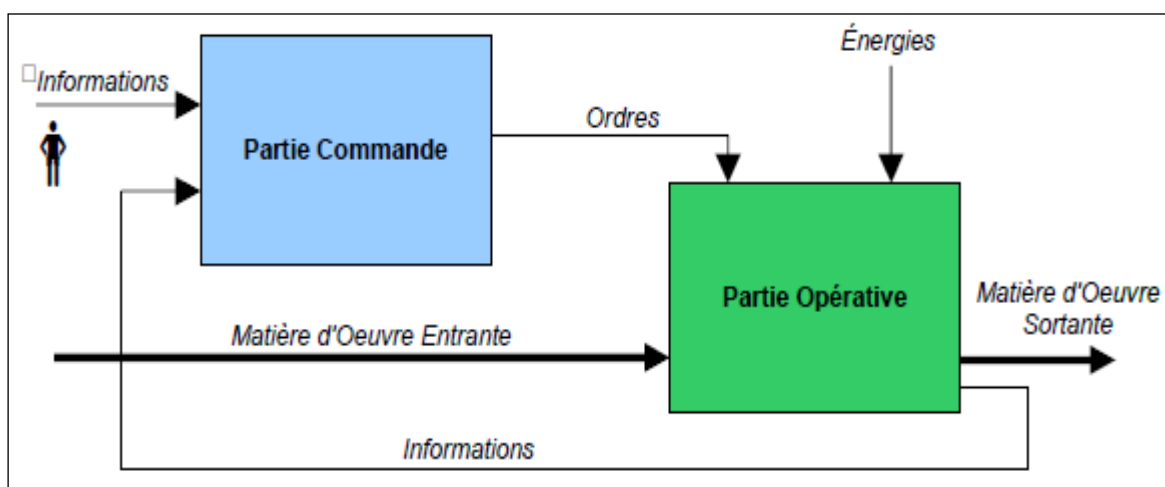 Énergies
Informations
Ordres
Partie Commande
Partie Opérative
Matière d'Oeuvre
Sortante
Matière d'Oeuvre Entrante
Informations